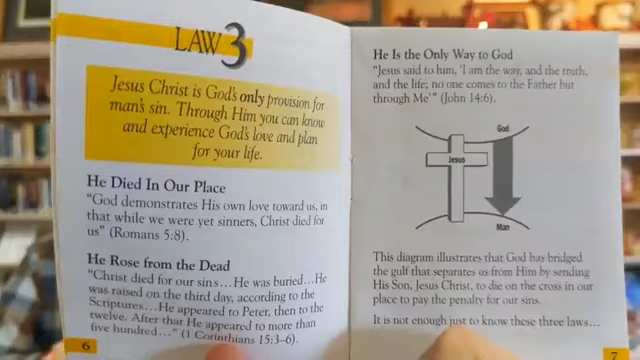 LAW 3
Jesus Christ is God's only provision for
man's sin. Through Him you can know
and experience God's love and plan
for your life.
He Died In Our Place
"God demonstrates His own love toward us, in
that while we were yet sinners, Christ died for
us" (Romans 5:8).
He Rose from the Dead
"Christ died for our sins…He was buried…He
was raised on the third day, according to the
Scriptures…He appeared to Peter, then to the
twelve. After that He appeared to more than
five hundred…" (1 Corinthians 15:3–6).
6
He Is the Only Way to God
"Jesus said to him, 'I am the way, and the truth,
and the life; no one comes to the Father but
through Me'" (John 14:6).
God
Jesus
Man
This diagram illustrates that God has bridged
the gulf that separates us from Him by sending
His Son, Jesus Christ, to die on the cross in our
place to pay the penalty for our sins.
It is not enough just to know these three laws…
7